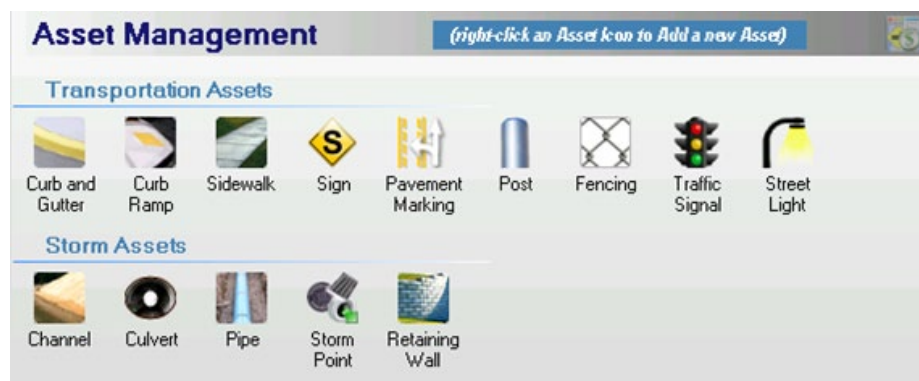 Asset Management
(right-click an Asset Icon to Add a new Asset)
Transportation Assets
S
Curb and Gutter
Curb Ramp
Sidewalk
Sign
Pavement Marking
Post
Fencing
Traffic Signal
Street Light
Storm Assets
Channel
Culvert
Pipe
Storm Point
Retaining Wall